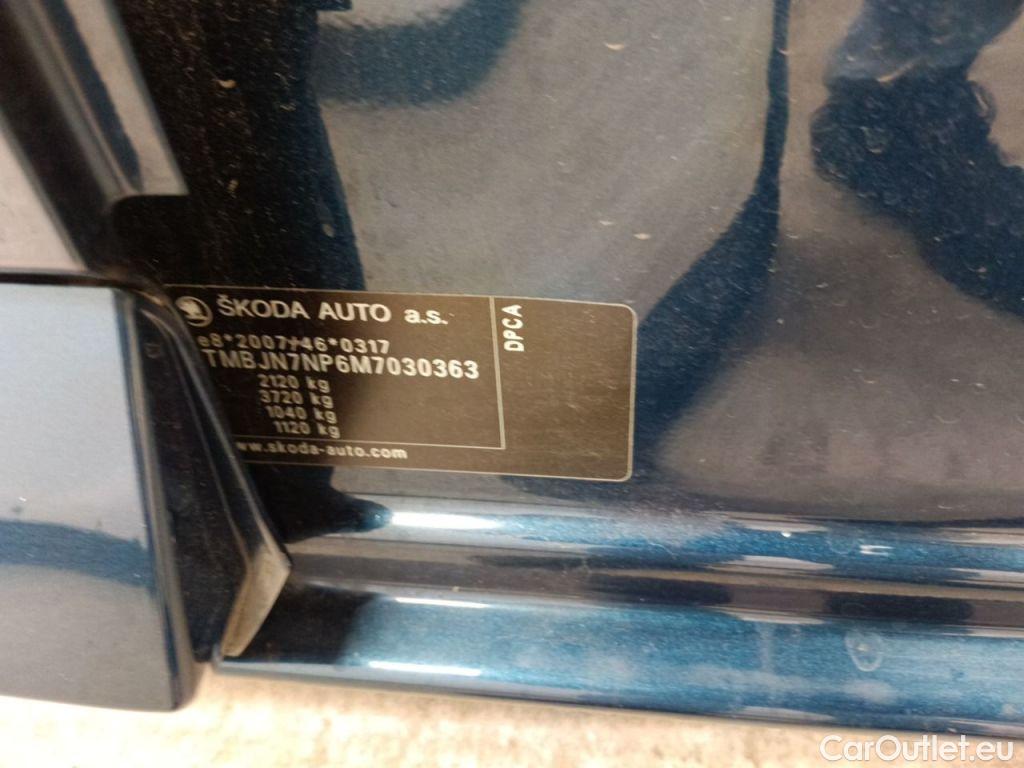 ŠKODA AUTO a.s.
e8*2007/46*0317
TMBJN7NP6M7030363
2120 kg
3720 kg
1040 kg
1120 kg
www.skoda-auto.com
DPCA
CarOutlet.eu